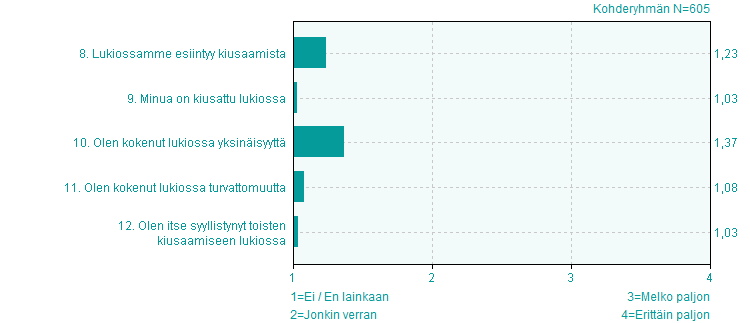 Kohderyhmän N=605
8. Lukiossamme esiintyy kiusaamista 1,23
9. Minua on kiusattu lukiossa 1,03
10. Olen kokenut lukiossa yksinäisyyttä 1,37
11. Olen kokenut lukiossa turvattomuutta 1,08
12. Olen itse syyllistynyt toisten
kiusaamiseen lukiossa 1,03
1 2 3 4
1=Ei / En lainkaan 3=Melko paljon
2=Jonkin verran 4=Erittäin paljon